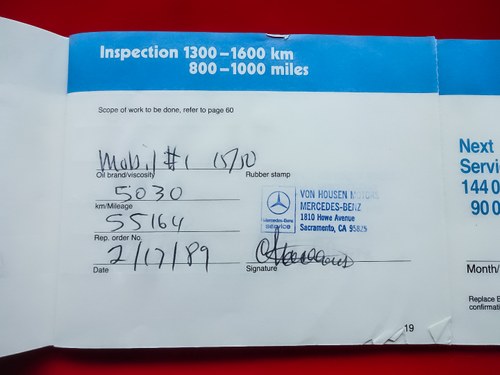 Inspection 1300–1600 km
800–1000 miles
Scope of work to be done, refer to page 60
Mobil #1 15/50
Oil brand/viscosity
Rubber stamp
5030
km/Mileage
55164
Rep. order No.
2/17/89
Date
Mercedes-Benz
service
VON HOUSEN MOTORS
MERCEDES-BENZ
1810 Howe Avenue
Sacramento, CA 95825
Signature
19
Next
Servi
144 0
90 0
Month/
Replace E
confirmati